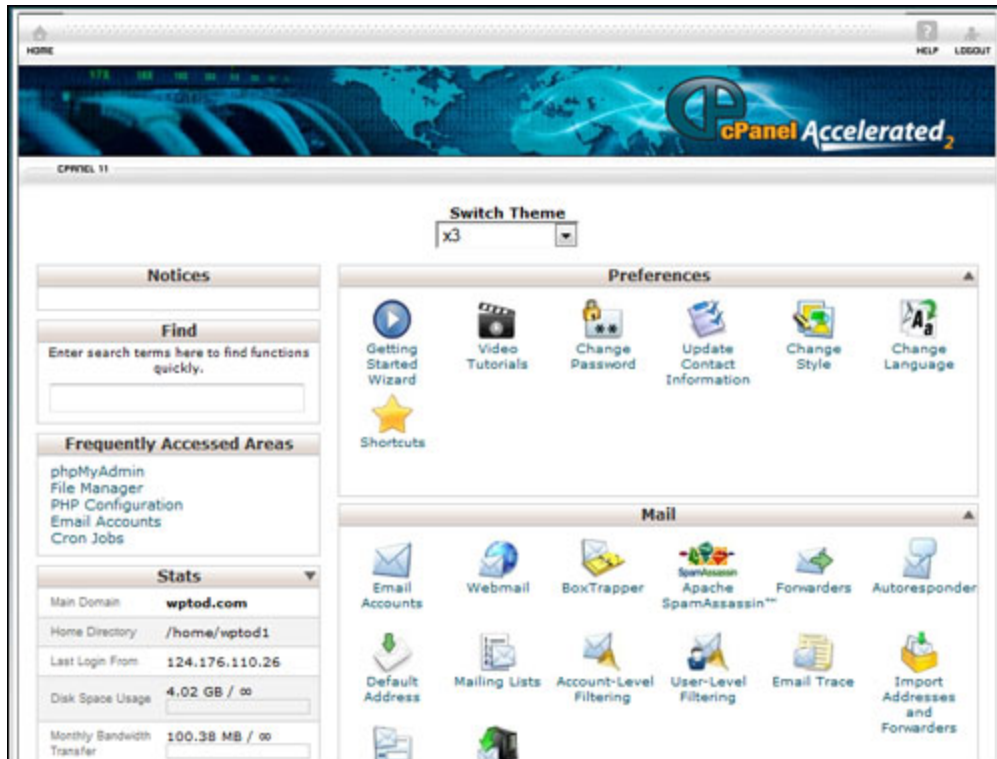 HOME
HELP LOGOUT
cPanel Accelerated2
CPANEL 11
Switch Theme
x3
Notices
Find
Enter search terms here to find functions
quickly.
Frequently Accessed Areas
phpMyAdmin
File Manager
PHP Configuration
Email Accounts
Cron Jobs
Stats
Main Domain wptod.com
Home Directory /home/wptod1
Last Login From 124.176.110.26
Disk Space Usage 4.02 GB / ∞
Monthly Bandwidth
Transfer 100.38 MB / ∞
Preferences
Getting
Started
Wizard
Video
Tutorials
Change
Password
Update
Contact
Information
Change
Style
Change
Language
Shortcuts
Mail
Email
Accounts
Webmail
BoxTrapper
SpamAssassin
Apache
SpamAssassin™
Forwarders
Autoresponder
Default
Address
Mailing Lists
Account-Level
Filtering
User-Level
Filtering
Email Trace
Import
Addresses
and
Forwarders